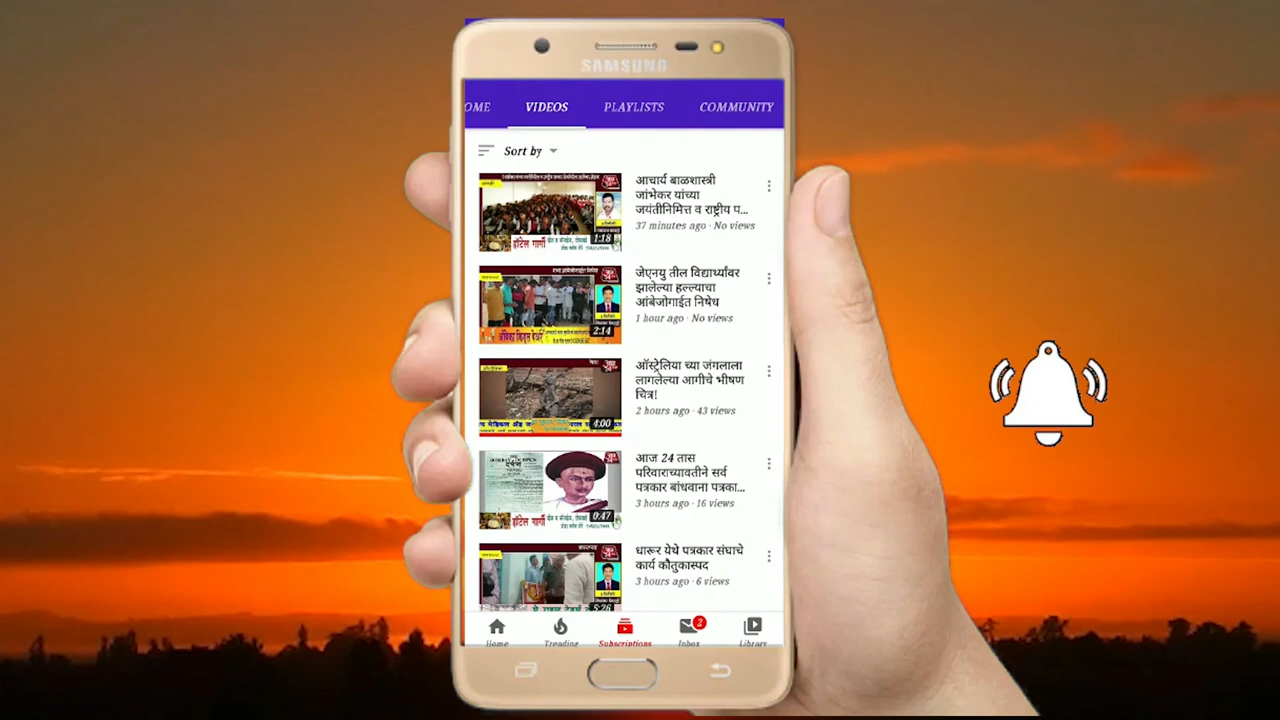 SAMSUNG
OME VIDEOS PLAYLISTS COMMUNITY
Sort by
आचार्य बाळशास्त्री
जांभेकर यांच्या
जयंतीनिमित्त व राष्ट्रीय प...
37 minutes ago · No views
1:18
हॉटेल गार्गी
जेएनयु तील विद्यार्थ्यांवर
झालेल्या हल्ल्याचा
आंबेजोगाईत निषेध
1 hour ago · No views
2:14
ऑस्ट्रेलिया च्या जंगलाला
लागलेल्या आगीचे भीषण
चित्र!
2 hours ago · 43 views
4:00
आज 24 तास
परिवाराच्यावतीने सर्व
पत्रकार बांधवाना पत्रका...
3 hours ago · 16 views
0:47
हॉटेल गार्गी
धारूर येथे पत्रकार संघाचे
कार्य कौतुकास्पद
3 hours ago · 6 views
5:26
2
Home Trending Subscriptions Inbox Library